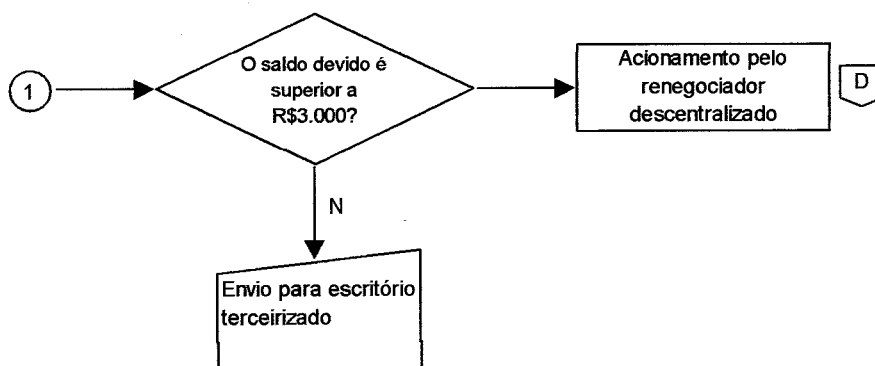 1
O saldo devido é
superior a
R$3.000?
Acionamento pelo
renegociador
descentralizado
D
N
Envio para escritório
terceirizado